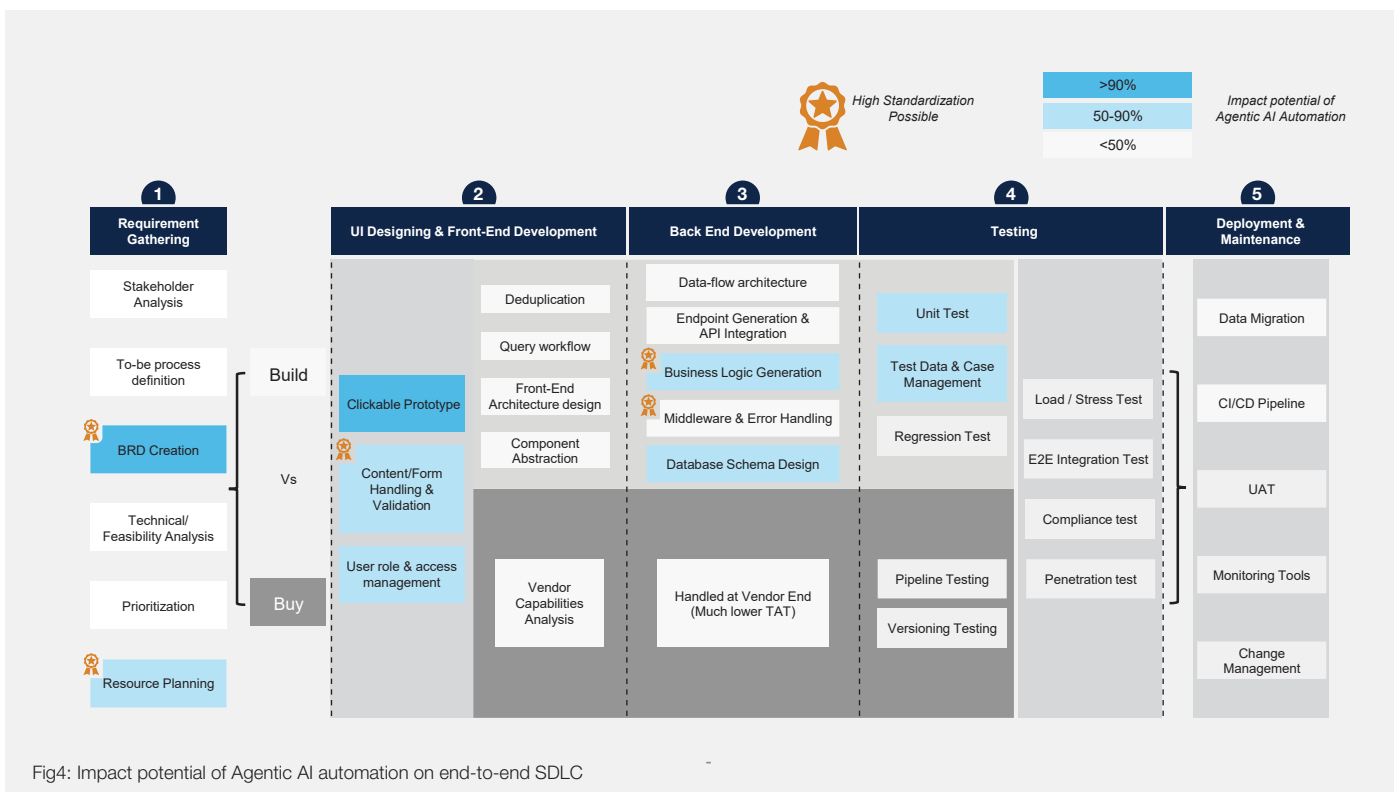 High Standardization
Possible
>90%
50-90%
<50%
Impact potential of
Agentic AI Automation
1
Requirement
Gathering
Stakeholder
Analysis
To-be process
definition
BRD Creation
Technical/
Feasibility Analysis
Prioritization
Resource Planning
Build
Vs
Buy
2
UI Designing & Front-End Development
Clickable Prototype
Content/Form
Handling &
Validation
User role & access
management
Deduplication
Query workflow
Front-End
Architecture design
Component
Abstraction
Vendor
Capabilities
Analysis
3
Back End Development
Data-flow architecture
Endpoint Generation &
API Integration
Business Logic Generation
Middleware & Error Handling
Database Schema Design
Handled at Vendor End
(Much lower TAT)
4
Testing
Unit Test
Test Data & Case
Management
Regression Test
Pipeline Testing
Versioning Testing
Load / Stress Test
E2E Integration Test
Compliance test
Penetration test
5
Deployment &
Maintenance
Data Migration
CI/CD Pipeline
UAT
Monitoring Tools
Change
Management
-
Fig4: Impact potential of Agentic AI automation on end-to-end SDLC